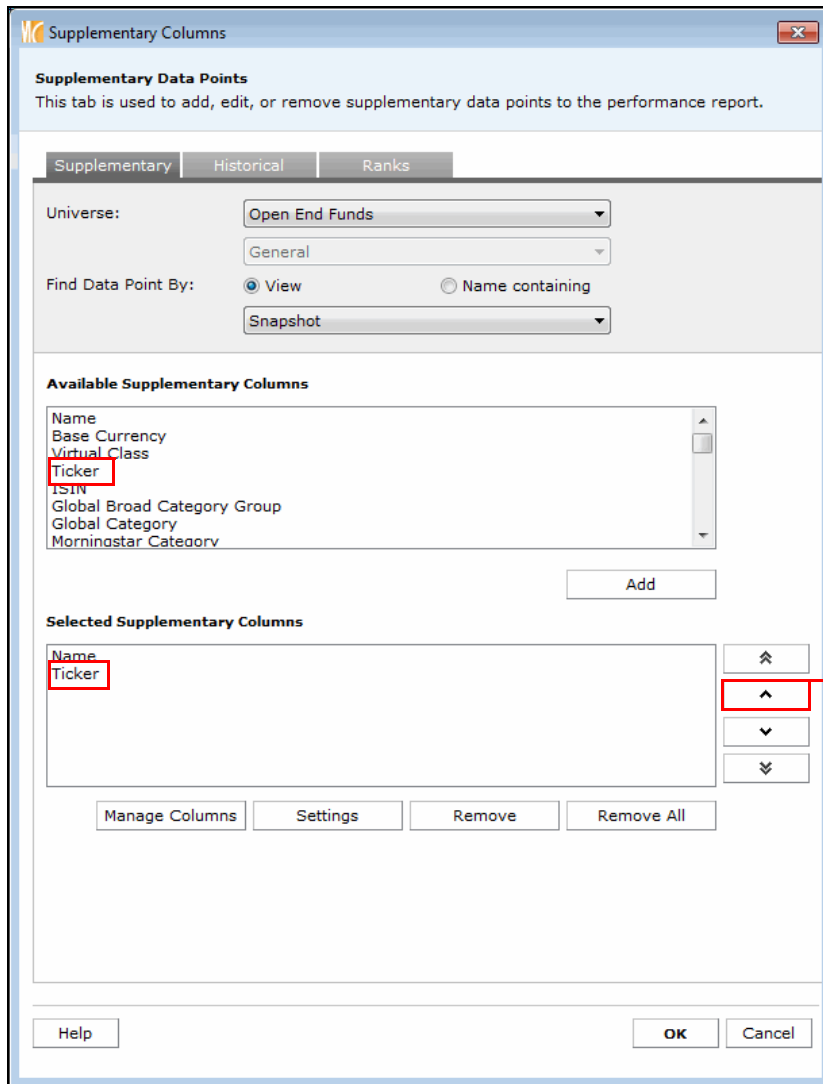 Supplementary Columns
Supplementary Data Points
This tab is used to add, edit, or remove supplementary data points to the performance report.
Supplementary Historical Ranks
Universe: Open End Funds
General
Find Data Point By: View Name containing
Snapshot
Available Supplementary Columns
Name
Base Currency
Virtual Class
Ticker
ISIN
Global Broad Category Group
Global Category
Morningstar Category
Add
Selected Supplementary Columns
Name
Ticker
Manage Columns Settings Remove Remove All
Help OK Cancel